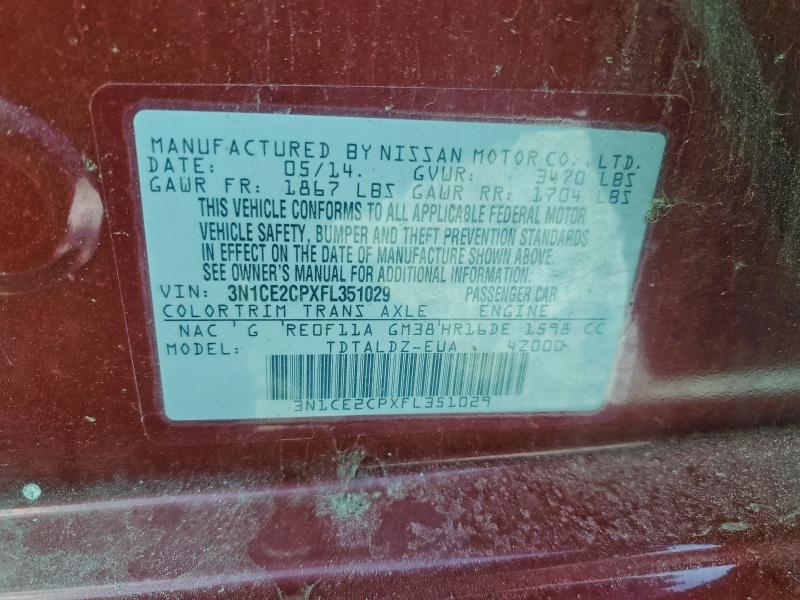 MANUFACTURED BY NISSAN MOTOR CO., LTD.
DATE: 05/14. GVWR: 3470 LBS
GAWR FR: 1867 LBS GAWR RR: 1704 LBS
THIS VEHICLE CONFORMS TO ALL APPLICABLE FEDERAL MOTOR
VEHICLE SAFETY, BUMPER AND THEFT PREVENTION STANDARDS
IN EFFECT ON THE DATE OF MANUFACTURE SHOWN ABOVE.
SEE OWNER'S MANUAL FOR ADDITIONAL INFORMATION.
VIN: 3N1CE2CPXFL351029 PASSENGER CAR
COLOR TRIM TRANS AXLE ENGINE
NAC G RE0F11A GM38 HR16DE 1598 CC
MODEL: TDTALDZ-EUA 4Z000-
3N1CE2CPXFL351029